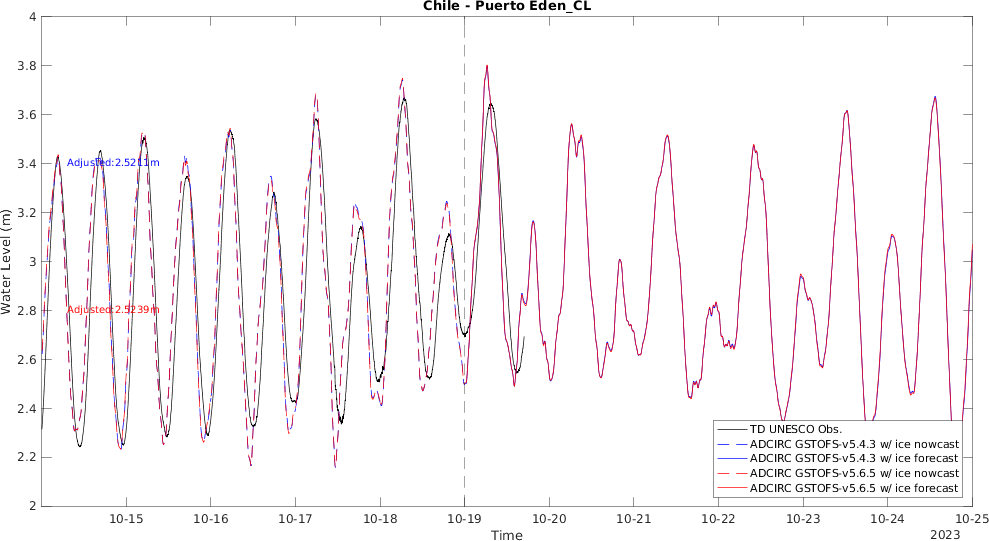 Chile - Puerto Eden_CL
Water Level (m)
4
3.8
3.6
3.4
3.2
3
2.8
2.6
2.4
2.2
2
Adjusted:2.5211m
Adjusted:2.5239m
TD UNESCO Obs.
ADCIRC GSTOFS-v5.4.3 w/ ice nowcast
ADCIRC GSTOFS-v5.4.3 w/ ice forecast
ADCIRC GSTOFS-v5.6.5 w/ ice nowcast
ADCIRC GSTOFS-v5.6.5 w/ ice forecast
10-15 10-16 10-17 10-18 10-19 10-20 10-21 10-22 10-23 10-24 10-25
Time
2023